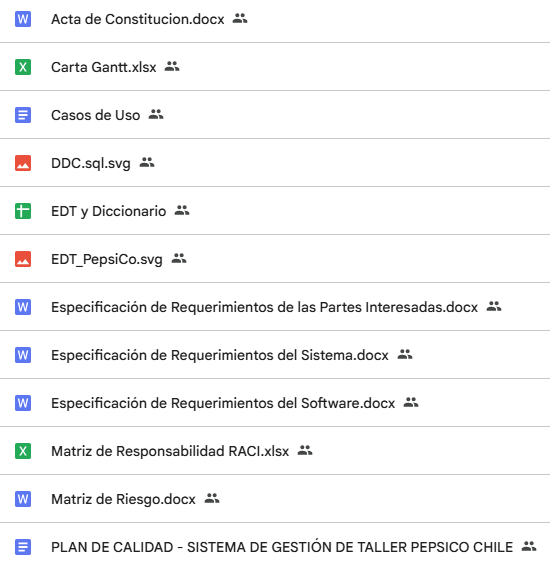 Acta de Constitucion.docx
Carta Gantt.xlsx
Casos de Uso
DDC.sql.svg
EDT y Diccionario
EDT_PepsiCo.svg
Especificación de Requerimientos de las Partes Interesadas.docx
Especificación de Requerimientos del Sistema.docx
Especificación de Requerimientos del Software.docx
Matriz de Responsabilidad RACI.xlsx
Matriz de Riesgo.docx
PLAN DE CALIDAD - SISTEMA DE GESTIÓN DE TALLER PEPSICO CHILE